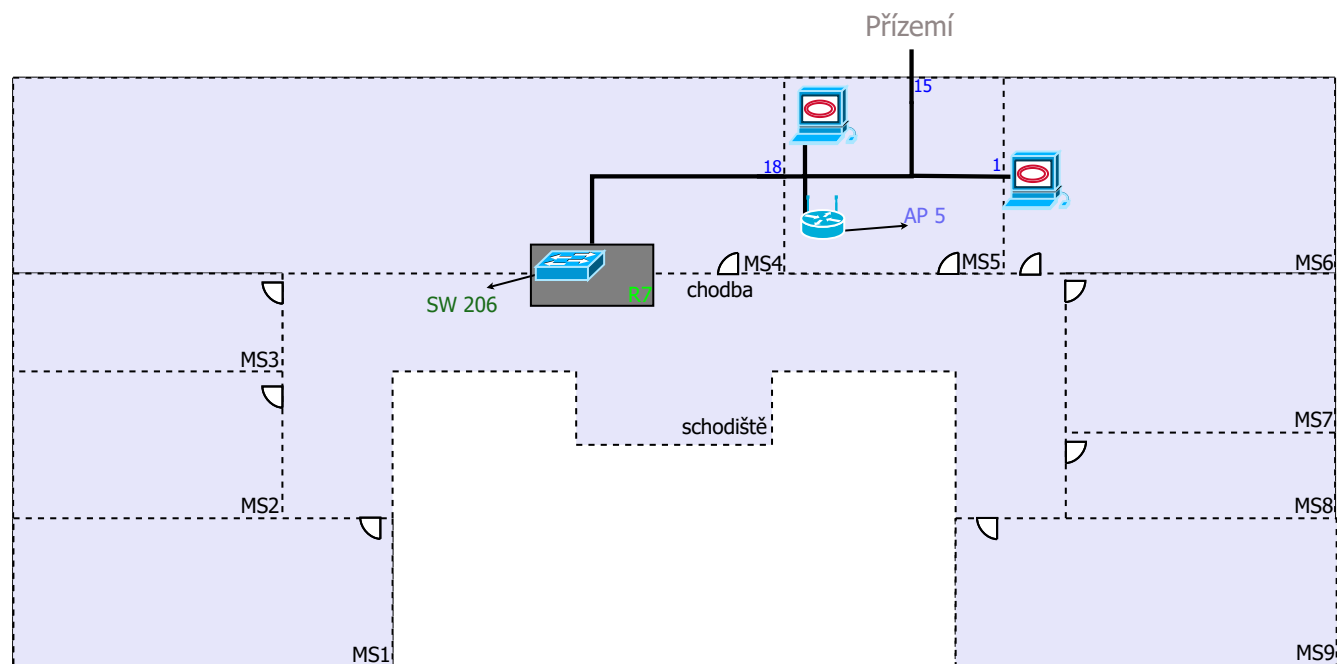 Přízemí
15
18
1
AP 5
MS4
MS5
MS6
chodba
R7
SW 206
MS3
schodiště
MS7
MS2
MS8
MS1
MS9